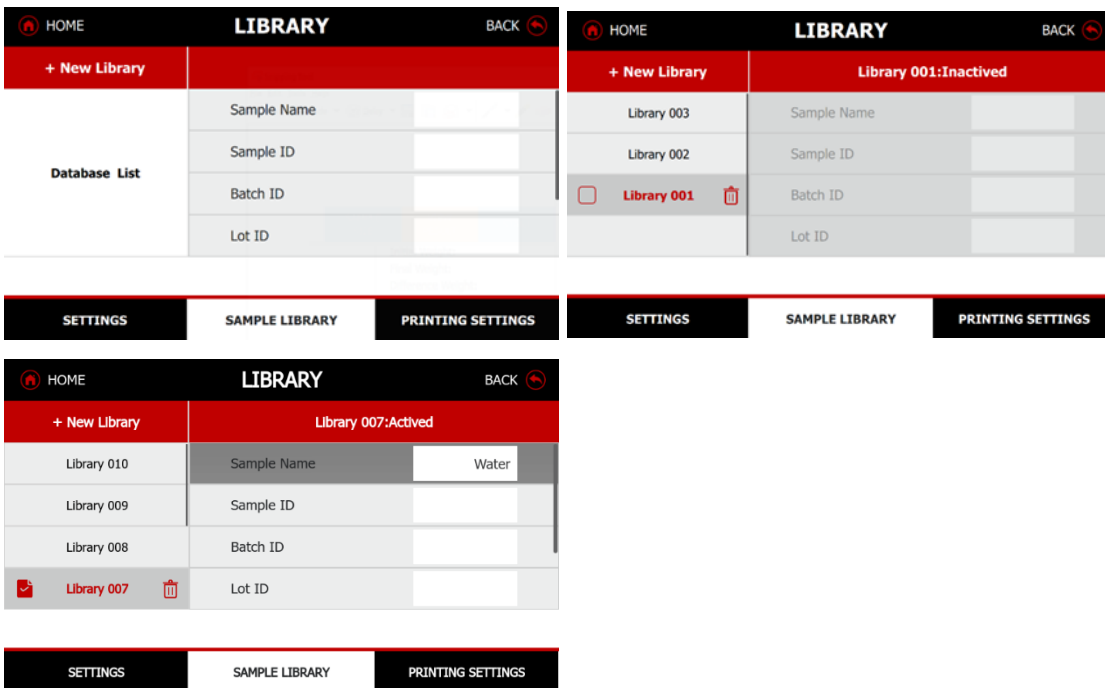 HOME LIBRARY BACK
+ New Library
Sample Name
Sample ID
Database List
Batch ID
Lot ID
SETTINGS SAMPLE LIBRARY PRINTING SETTINGS
HOME LIBRARY BACK
+ New Library Library 001:Inactived
Library 003 Sample Name
Library 002 Sample ID
Library 001 Batch ID
Lot ID
SETTINGS SAMPLE LIBRARY PRINTING SETTINGS
HOME LIBRARY BACK
+ New Library Library 007:Actived
Library 010 Sample Name Water
Library 009 Sample ID
Library 008 Batch ID
Library 007 Lot ID
SETTINGS SAMPLE LIBRARY PRINTING SETTINGS